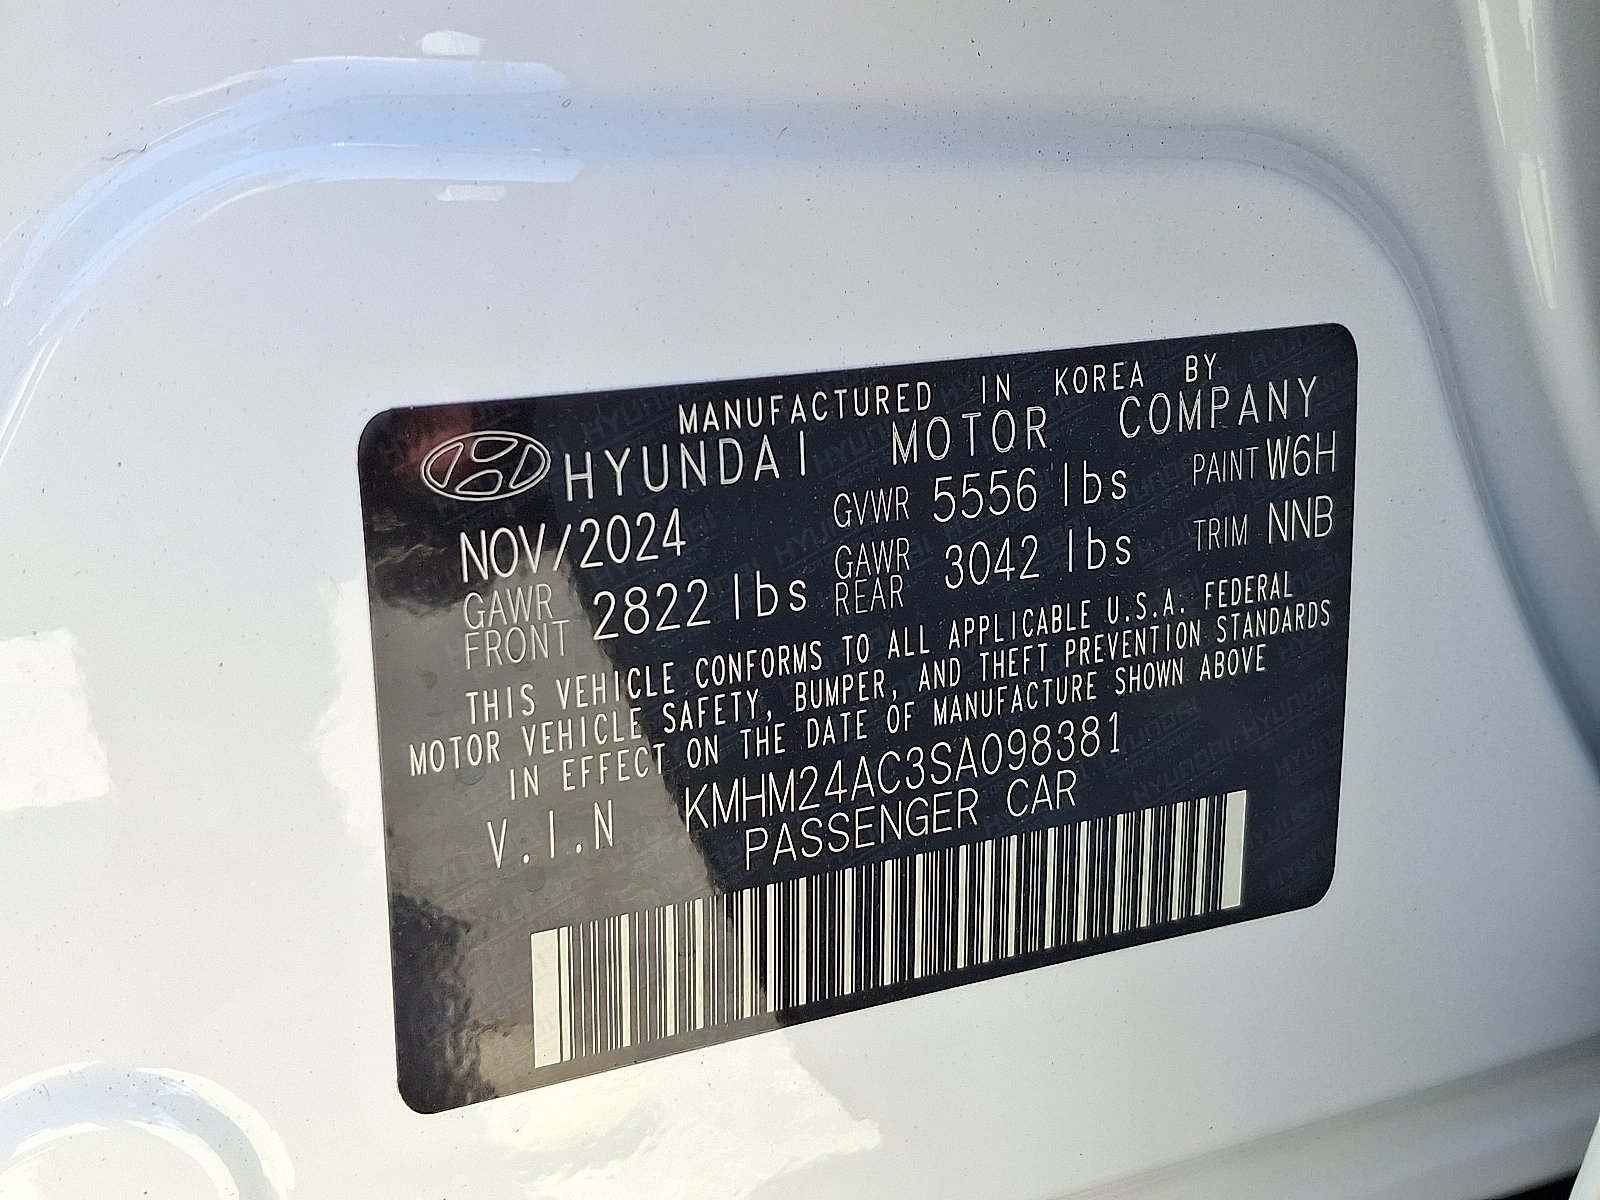 MANUFACTURED IN KOREA BY
HYUNDAI MOTOR COMPANY
NOV/2024 GVWR 5556 lbs PAINT W6H
GAWR FRONT 2822 lbs GAWR REAR 3042 lbs TRIM NNB
THIS VEHICLE CONFORMS TO ALL APPLICABLE U.S.A. FEDERAL
MOTOR VEHICLE SAFETY, BUMPER, AND THEFT PREVENTION STANDARDS
IN EFFECT ON THE DATE OF MANUFACTURE SHOWN ABOVE
V.I.N KMHM24AC3SA098381
PASSENGER CAR